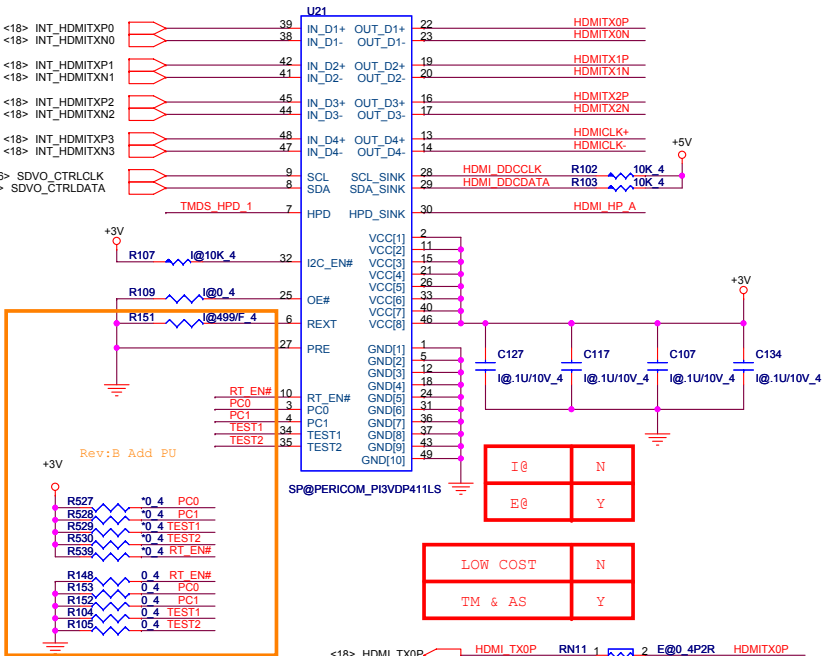 U21
<18> INT_HDMITXP0 39 IN_D1+ OUT_D1+ 22 HDMITX0P
<18> INT_HDMITXN0 38 IN_D1- OUT_D1- 23 HDMITX0N
<18> INT_HDMITXP1 42 IN_D2+ OUT_D2+ 19 HDMITX1P
<18> INT_HDMITXN1 41 IN_D2- OUT_D2- 20 HDMITX1N
<18> INT_HDMITXP2 45 IN_D3+ OUT_D3+ 16 HDMITX2P
<18> INT_HDMITXN2 44 IN_D3- OUT_D3- 17 HDMITX2N
<18> INT_HDMITXP3 48 IN_D4+ OUT_D4+ 13 HDMICLK+
<18> INT_HDMITXN3 47 IN_D4- OUT_D4- 14 HDMICLK-
+5V
6> SDVO_CTRLCLK 9 SCL SCL_SINK 28 HDMI_DDCCLK R102 10K_4
> SDVO_CTRLDATA 8 SDA SDA_SINK 29 HDMI_DDCDATA R103 10K_4
TMDS_HPD_1 7 HPD HPD_SINK 30 HDMI_HP_A
+3V
VCC[1] 2
VCC[2] 11
R107 I@10K_4 32 I2C_EN# VCC[3] 15
VCC[4] 21
VCC[5] 26
R109 I@0_4 25 OE# VCC[6] 33
VCC[7] 40
R151 I@499/F_4 6 REXT VCC[8] 46
+3V
27 PRE GND[1] 1
GND[2] 5
GND[3] 12
GND[4] 18
RT_EN# 10 RT_EN# GND[5] 24
PC0 3 PC0 GND[6] 31
PC1 4 PC1 GND[7] 36
TEST1 34 TEST1 GND[8] 37
TEST2 35 TEST2 GND[9] 43
GND[10] 49
C127 C117 C107 C134
I@.1U/10V_4 I@.1U/10V_4 I@.1U/10V_4 I@.1U/10V_4
SP@PERICOM_PI3VDP411LS
Rev:B Add PU
+3V
R527 *0_4 PC0
R528 *0_4 PC1
R529 *0_4 TEST1
R530 *0_4 TEST2
R539 *0_4 RT_EN#
R148 0_4 RT_EN#
R153 0_4 PC0
R152 0_4 PC1
R104 0_4 TEST1
R105 0_4 TEST2
I@ N
E@ Y
LOW COST N
TM & AS Y
<18> HDMI_TX0P HDMI_TX0P RN11 1 2 E@0_4P2R HDMITX0P